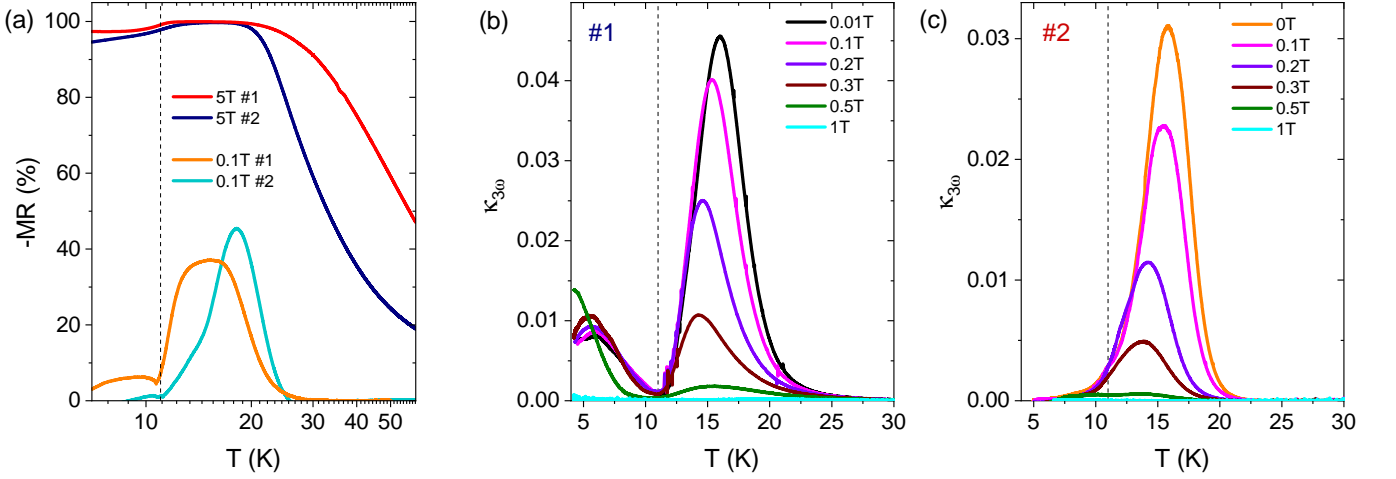 (a)
-MR (%)
100
80
60
40
20
0
5T #1
5T #2
0.1T #1
0.1T #2
10
20
30
40
50
T (K)
(b)
#1
κ3ω
0.04
0.03
0.02
0.01
0.00
0.01T
0.1T
0.2T
0.3T
0.5T
1T
5
10
15
20
25
30
T (K)
(c)
#2
κ3ω
0.03
0.02
0.01
0.00
0T
0.1T
0.2T
0.3T
0.5T
1T
5
10
15
20
25
30
T (K)